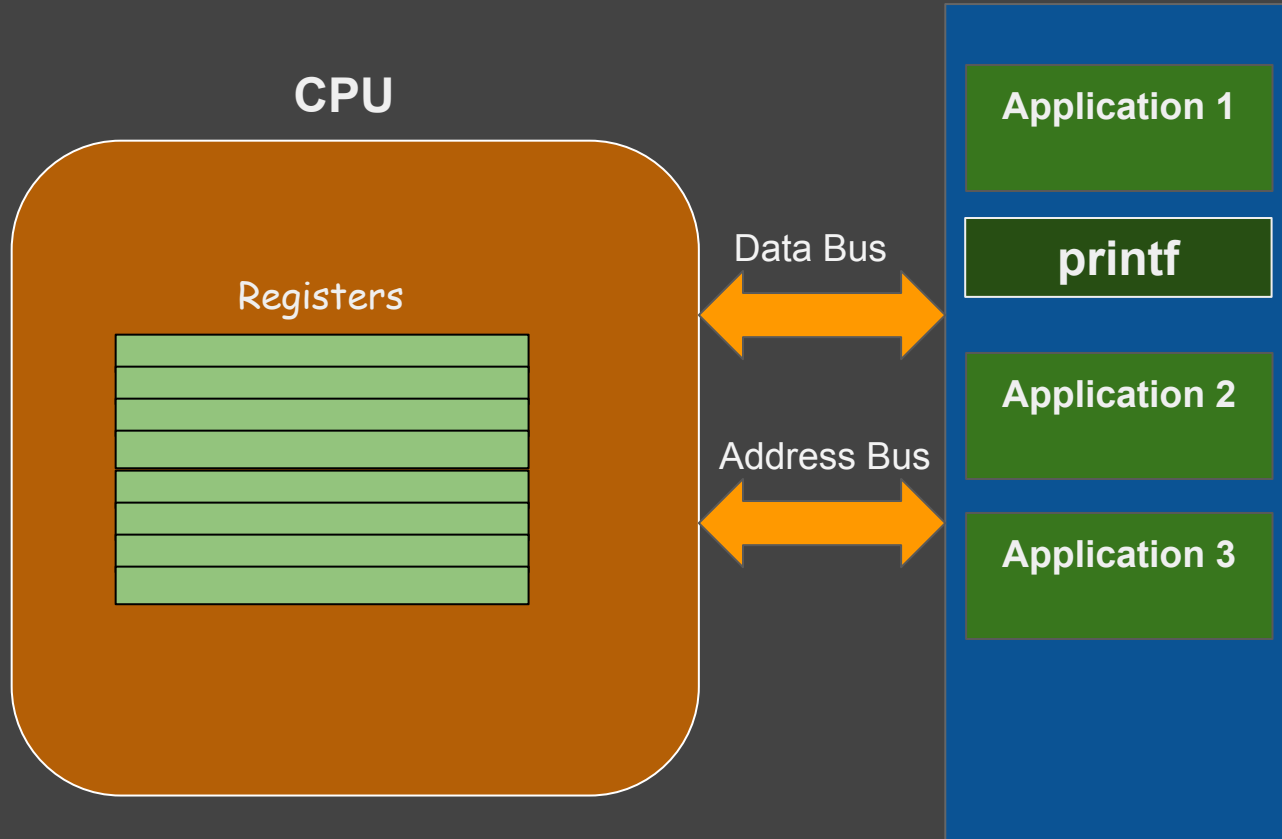 CPU
Registers
Data Bus
Address Bus
Application 1
printf
Application 2
Application 3